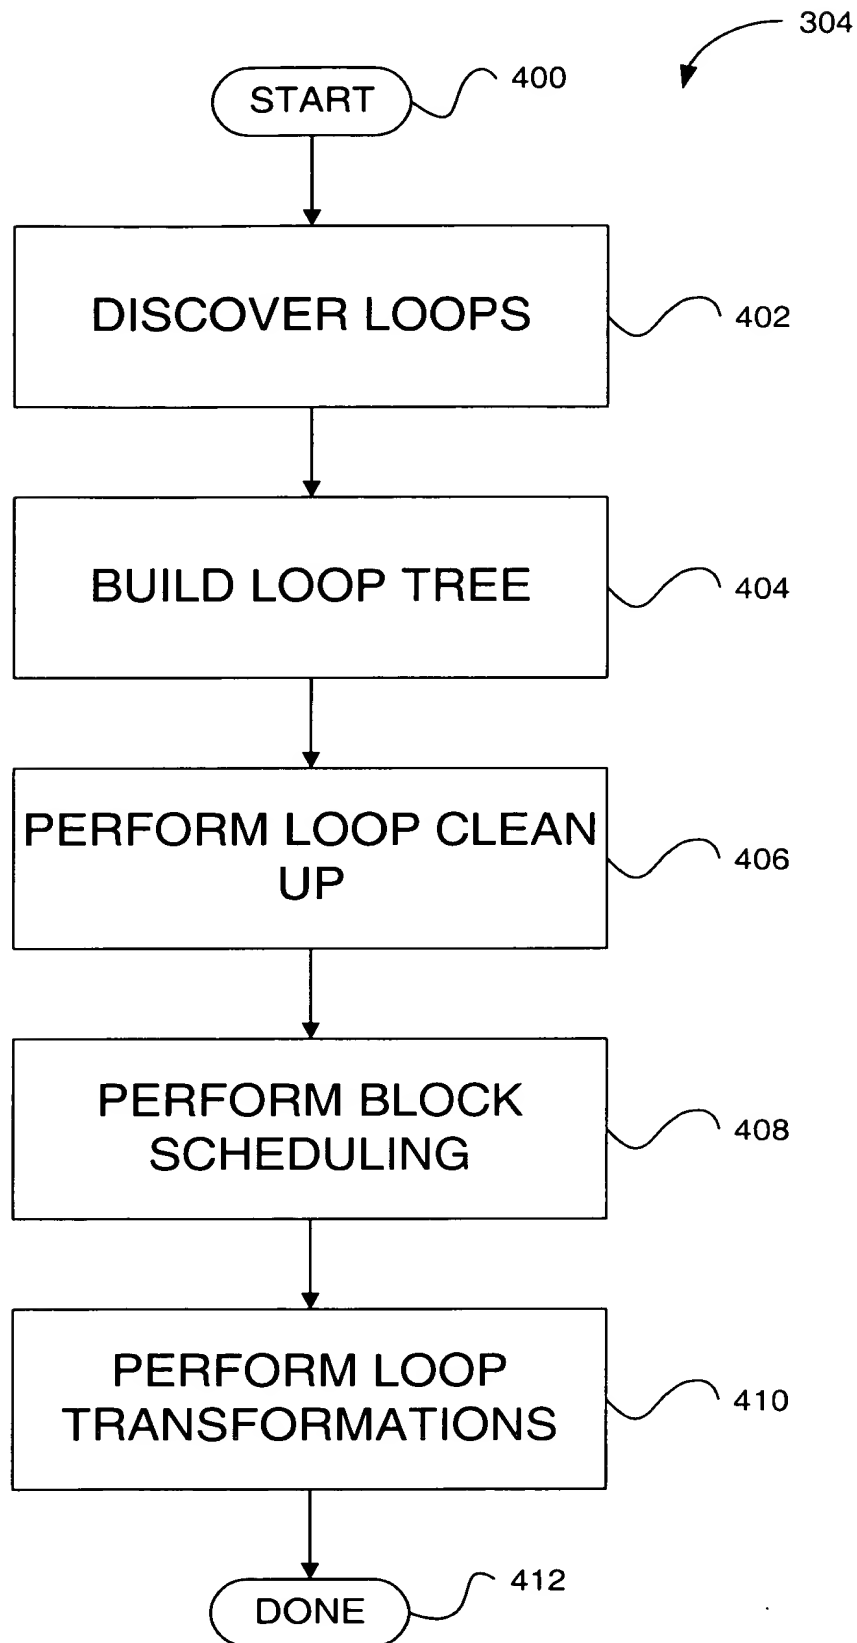 304
START
400
DISCOVER LOOPS
402
BUILD LOOP TREE
404
PERFORM LOOP CLEAN
UP
406
PERFORM BLOCK
SCHEDULING
408
PERFORM LOOP
TRANSFORMATIONS
410
DONE
412